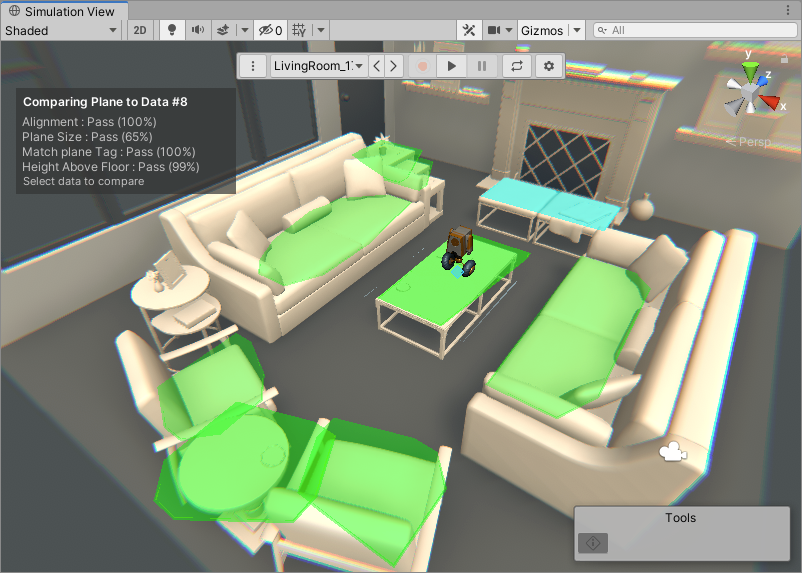 Simulation View
Shaded
2D
0
Gizmos
All
LivingRoom_1
Comparing Plane to Data #8
Alignment : Pass (100%)
Plane Size : Pass (65%)
Match plane Tag : Pass (100%)
Height Above Floor : Pass (99%)
Select data to compare
y
z
x
Persp
Tools